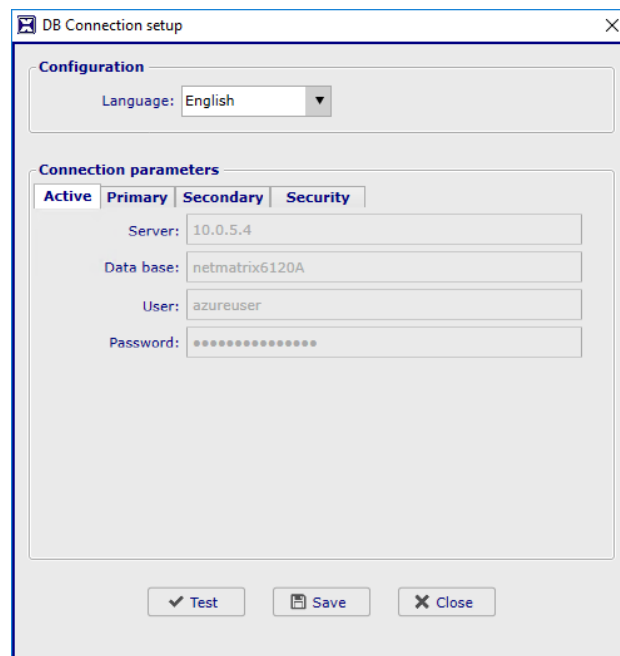 DB Connection setup
Configuration
Language: English
Connection parameters
Active Primary Secondary Security
Server: 10.0.5.4
Data base: netmatrix6120A
User: azureuser
Password: ●●●●●●●●●●●●●●●
Test Save Close